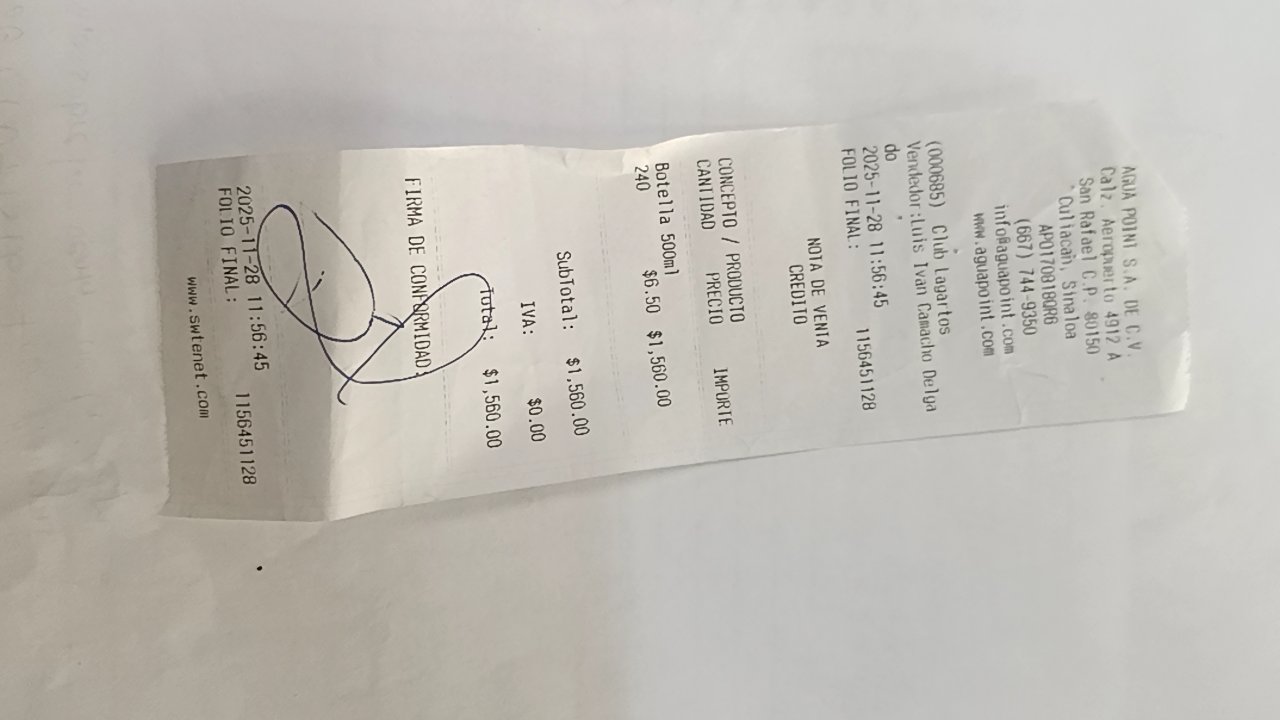 AGUA POINT S.A. DE C.V.
Calz. Aeropuerto 4912 A
San Rafael C.P. 80150
Culiacan, Sinaloa
APO170818QR6
(667) 744-9350
info@aguapoint.com
www.aguapoint.com
(000685) Club Lagartos
Vendedor:Luis Ivan Camacho Delga
do
2025-11-28 11:56:45 1156451128
FOLIO FINAL:
NOTA DE VENTA
CREDITO
CONCEPTO / PRODUCTO
CANTIDAD PRECIO IMPORTE
Botella 500ml
240 $6.50 $1,560.00
SubTotal: $1,560.00
IVA: $0.00
Total: $1,560.00
FIRMA DE CONFORMIDAD
2025-11-28 11:56:45 1156451128
FOLIO FINAL:
www.swtenet.com